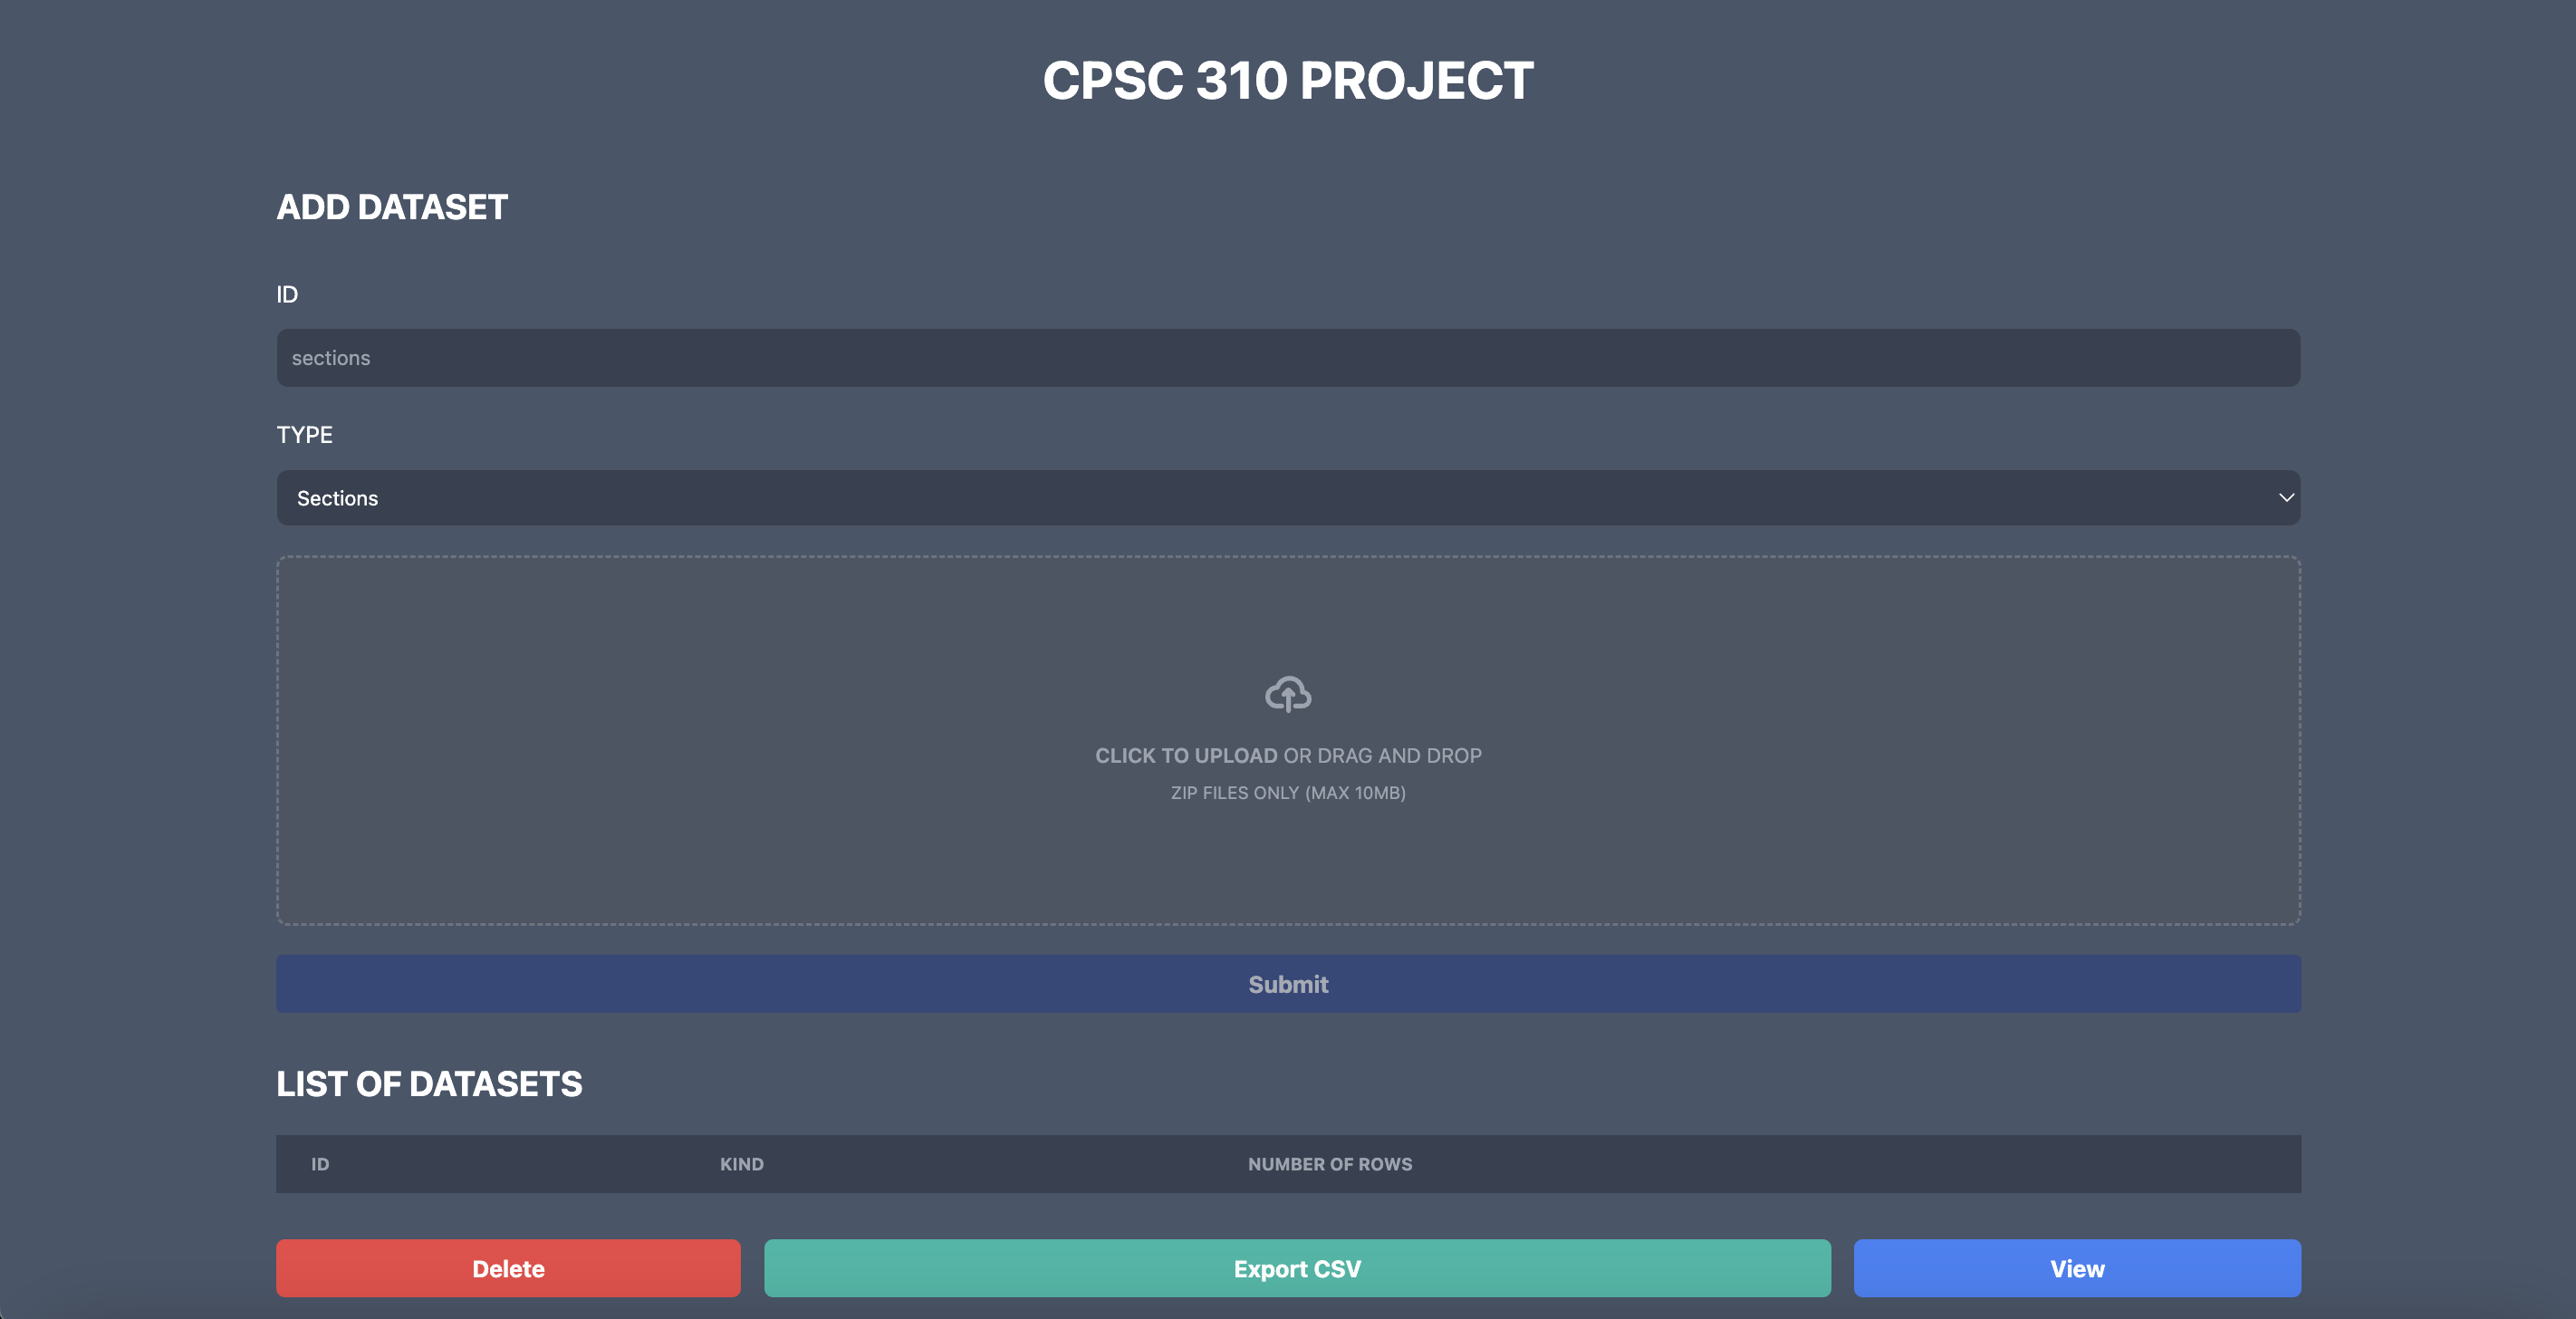 CPSC 310 PROJECT
ADD DATASET
ID
sections
TYPE
Sections
CLICK TO UPLOAD OR DRAG AND DROP
ZIP FILES ONLY (MAX 10MB)
Submit
LIST OF DATASETS
ID KIND NUMBER OF ROWS
Delete Export CSV View